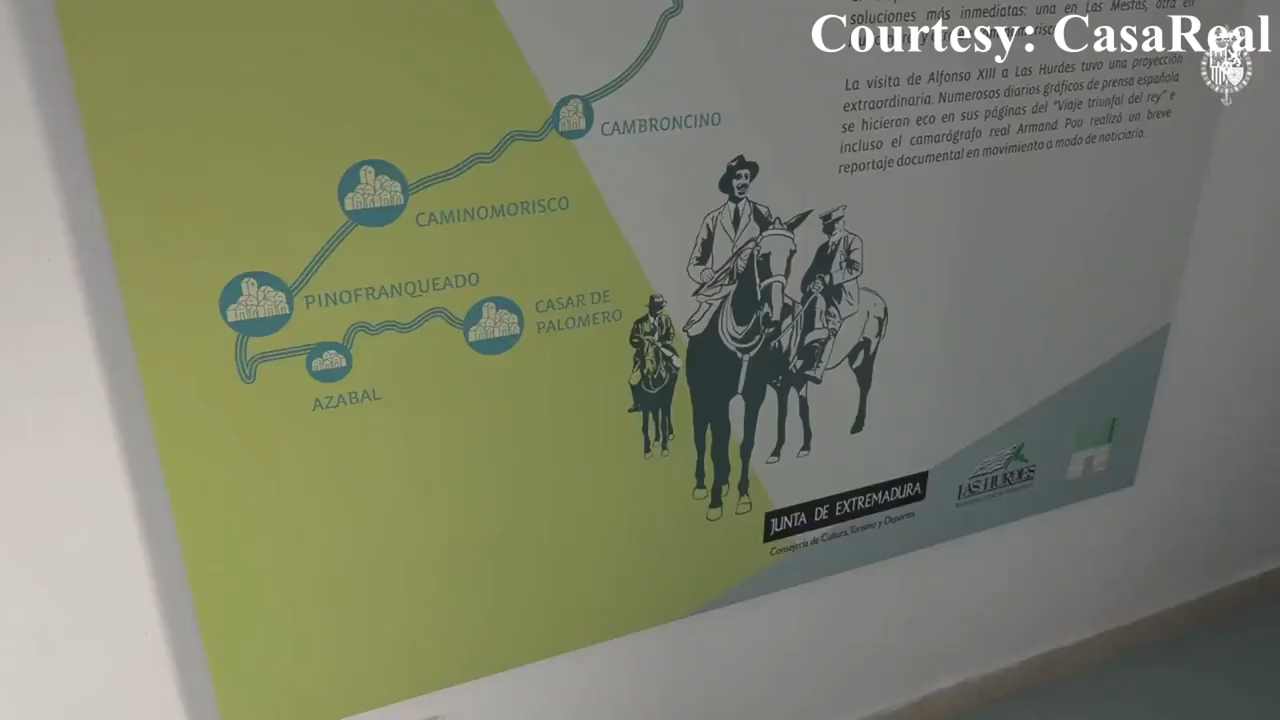 Courtesy: CasaReal
soluciones más inmediatas: una en Las Mestas, otra en
La visita de Alfonso XIII a Las Hurdes tuvo una proyección
extraordinaria. Numerosos diarios gráficos de prensa española
se hicieron eco en sus páginas del "Viaje triunfal del rey" e
incluso el camarógrafo real Armand. Pou realizó un breve
reportaje documental en movimiento a modo de noticiario.
CAMBRONCINO
CAMINOMORISCO
PINOFRANQUEADO
CASAR DE
PALOMERO
AZABAL
JUNTA DE EXTREMADURA
Consejería de Cultura, Turismo y Deportes
LAS HURDES